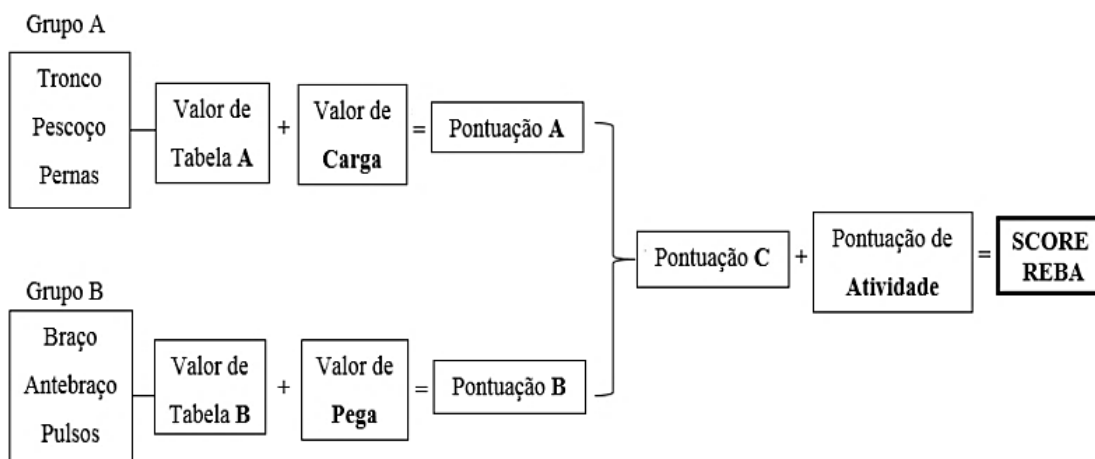 Grupo A
Tronco
Pescoço
Pernas
Valor de
Tabela A
+
Valor de
Carga
=
Pontuação A
Grupo B
Braço
Antebraço
Pulsos
Valor de
Tabela B
+
Valor de
Pega
=
Pontuação B
Pontuação C
+
Pontuação de
Atividade
=
SCORE
REBA